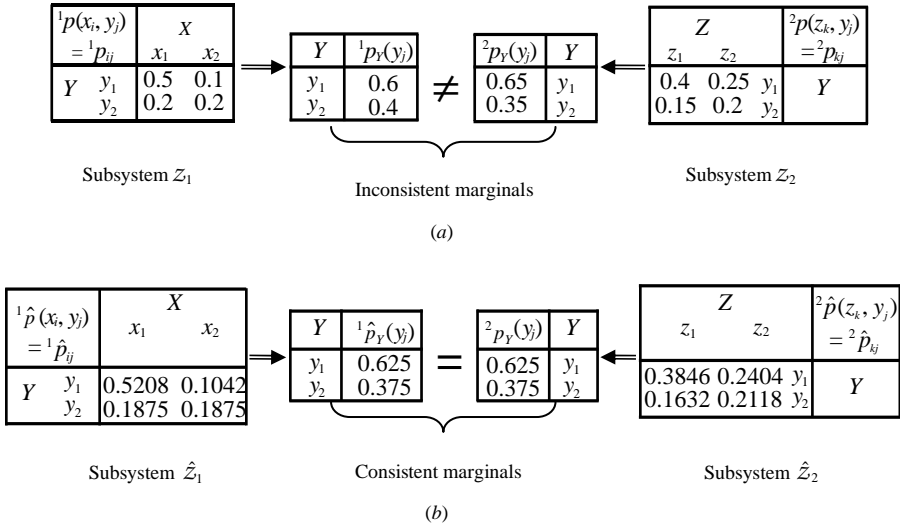 ¹p(xᵢ, yⱼ) X
= ¹pᵢⱼ x₁ x₂
Y y₁ 0.5 0.1
y₂ 0.2 0.2
Subsystem Z₁
Y ¹p_Y(yⱼ)
y₁ 0.6
y₂ 0.4
≠
²p_Y(yⱼ) Y
0.65 y₁
0.35 y₂
Inconsistent marginals
Z ²p(z_k, yⱼ)
z₁ z₂ = ²p_kj
0.4 0.25 y₁ Y
0.15 0.2 y₂
Subsystem Z₂
(a)
¹p̂(xᵢ, yⱼ) X
= ¹p̂ᵢⱼ x₁ x₂
Y y₁ 0.5208 0.1042
y₂ 0.1875 0.1875
Subsystem Ẑ₁
Y ¹p̂_Y(yⱼ)
y₁ 0.625
y₂ 0.375
=
²p_Y(yⱼ) Y
0.625 y₁
0.375 y₂
Consistent marginals
Z ²p̂(z_k, yⱼ)
z₁ z₂ = ²p̂_kj
0.3846 0.2404 y₁ Y
0.1632 0.2118 y₂
Subsystem Ẑ₂
(b)